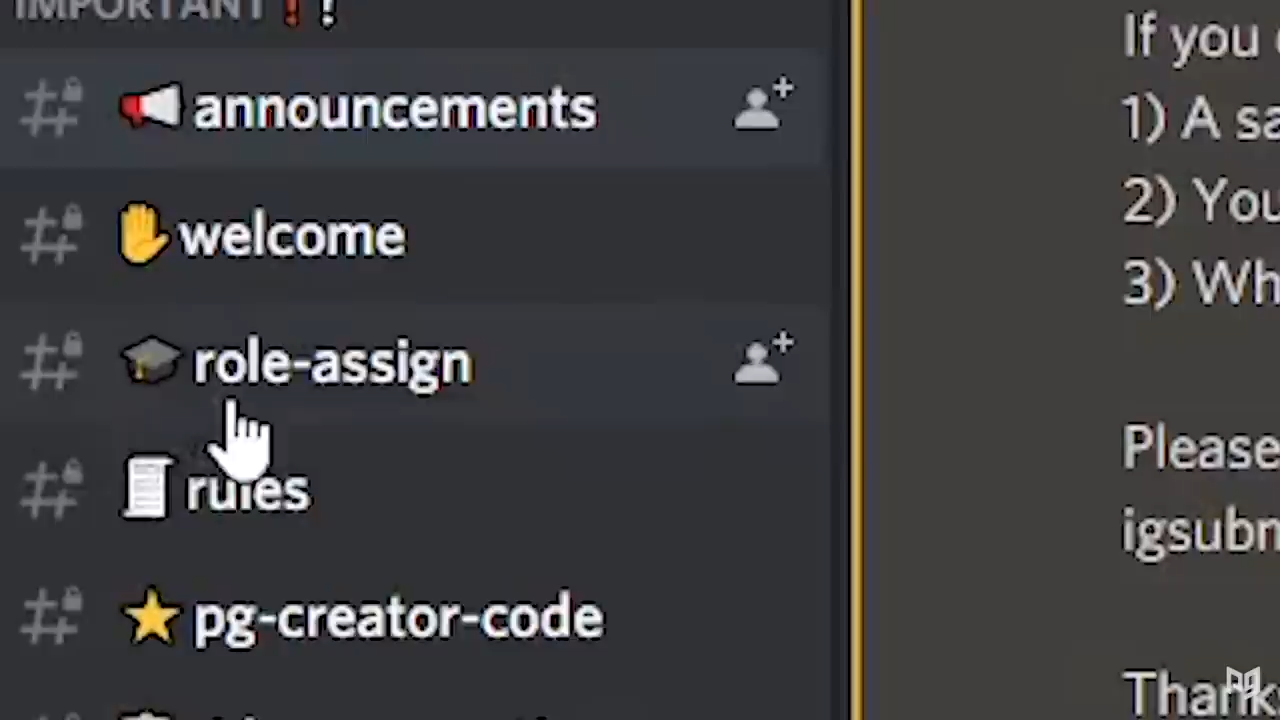 IMPORTANT❗❕
📢 announcements
✋ welcome
🎓 role-assign
📜 rules
⭐ pg-creator-code
If you
1) A sa
2) You
3) Wh
Please
igsubm
Thank